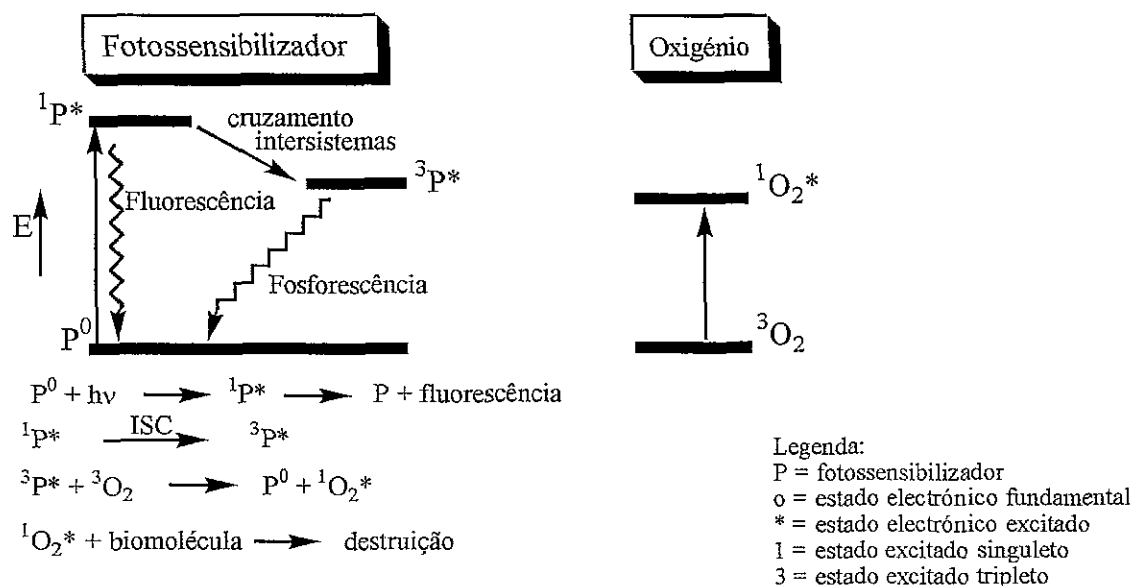 Fotossensibilizador
Oxigénio
¹P*
cruzamento
intersistemas
³P*
¹O₂*
Fluorescência
E
Fosforescência
P⁰
³O₂
P⁰ + hν → ¹P* → P + fluorescência
¹P* ISC → ³P*
³P* + ³O₂ → P⁰ + ¹O₂*
¹O₂* + biomolécula → destruição
Legenda:
P = fotossensibilizador
o = estado electrónico fundamental
* = estado electrónico excitado
1 = estado excitado singuleto
3 = estado excitado tripleto